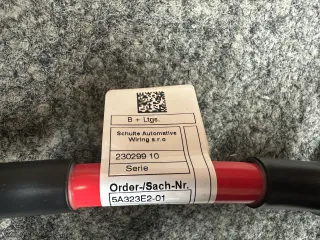 B + Ltgs.
Schulte Automotive
Wiring s.r.o
230299 10
Serie
Order-/Sach-Nr.
5A323E2-01